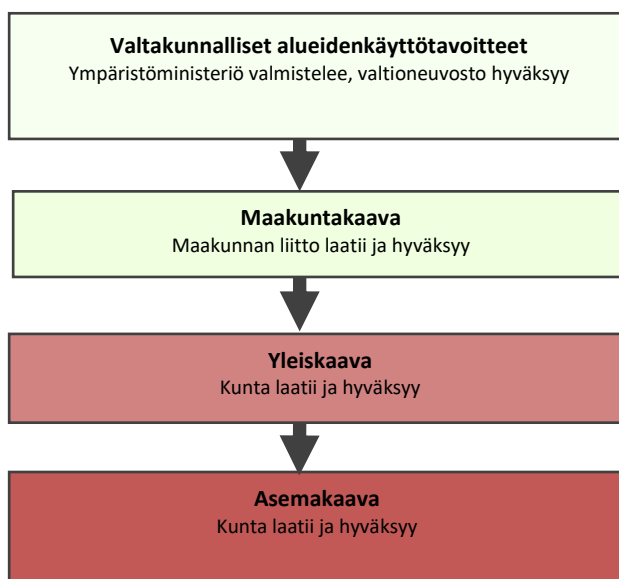 Valtakunnalliset alueidenkäyttötavoitteet
Ympäristöministeriö valmistelee, valtioneuvosto hyväksyy
Maakuntakaava
Maakunnan liitto laatii ja hyväksyy
Yleiskaava
Kunta laatii ja hyväksyy
Asemakaava
Kunta laatii ja hyväksyy